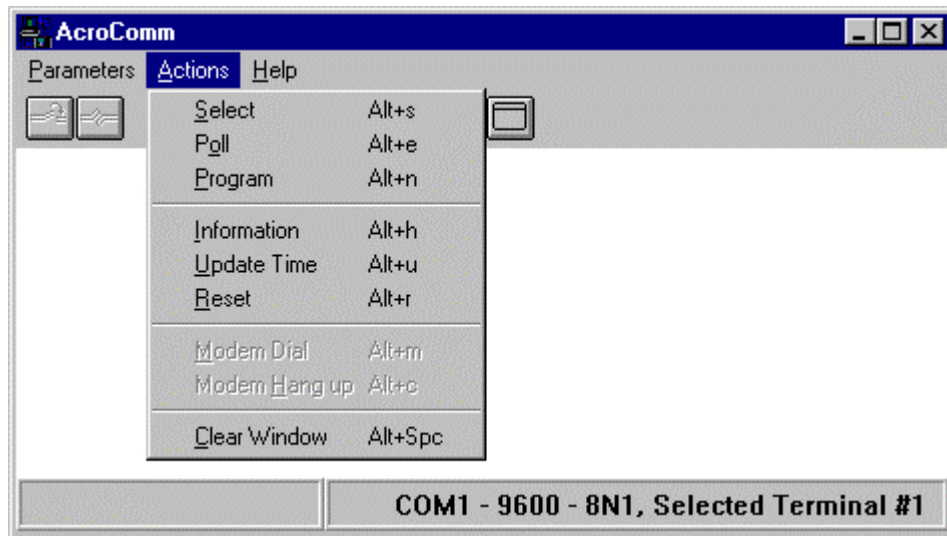 AcroComm
Parameters Actions Help
Select Alt+s
Poll Alt+e
Program Alt+n
Information Alt+h
Update Time Alt+u
Reset Alt+r
Modem Dial Alt+m
Modem Hang up Alt+c
Clear Window Alt+Spc
COM1 - 9600 - 8N1, Selected Terminal #1